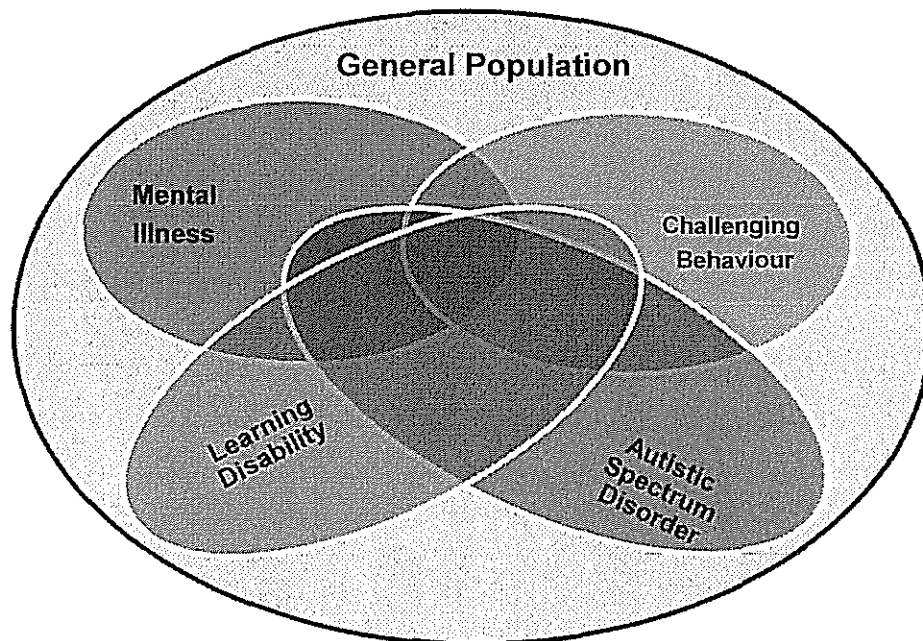 General Population
Mental
Illness
Challenging
Behaviour
Learning
Disability
Autistic
Spectrum
Disorder